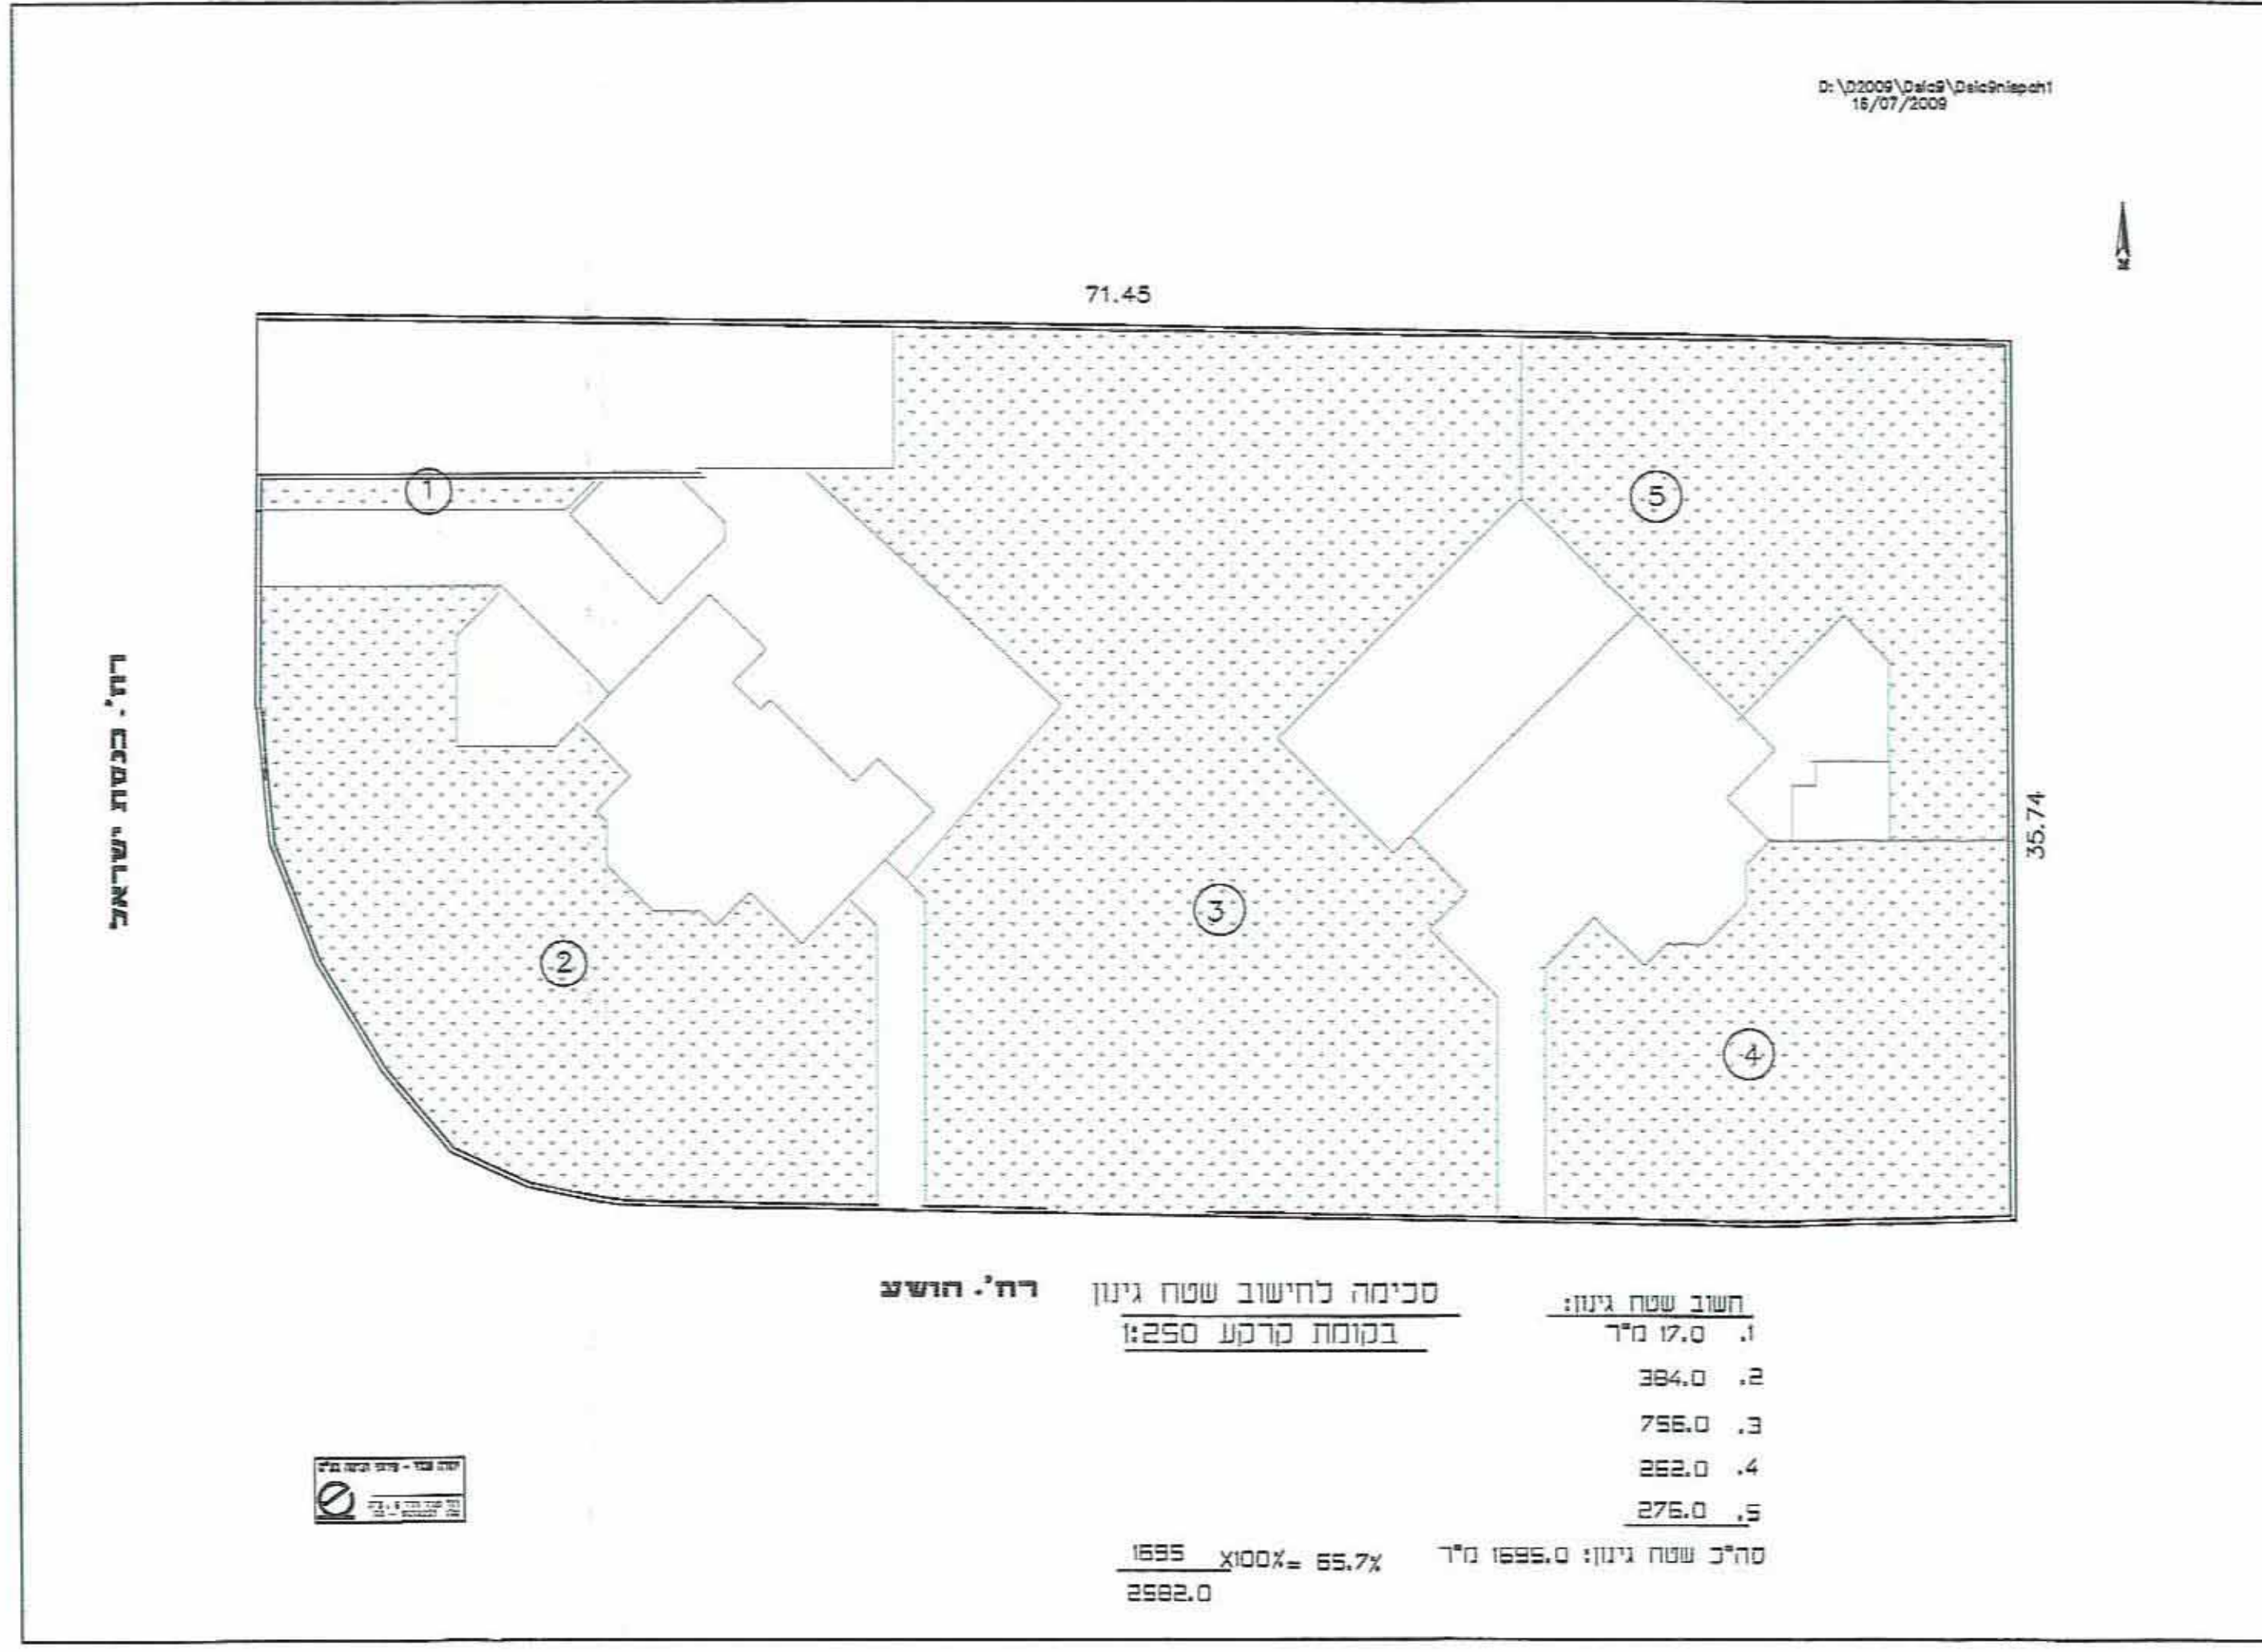 D:\D2009\Dsic9\Dsic9nispch1
16/07/2009
71.45
1
5
רח'. כנסת ישראל
35.74
3
2
4
סכימה לחישוב שטח גינון
בקומת קרקע 1:250
רח'. הושע
חשוב שטח גינון:
1. 17.0 מ"ר
2. 384.0
3. 756.0
4. 262.0
5. 276.0
סה"כ שטח גינון: 1695.0 מ"ר
1695 X100%= 65.7%
2582.0